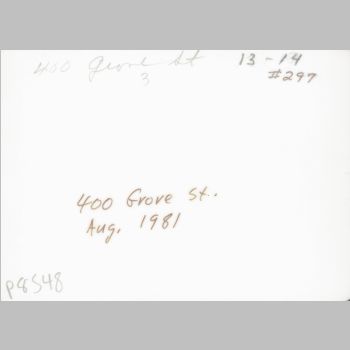 400 Grove St
3
13-14
#297
400 Grove St.
Aug. 1981
P8548